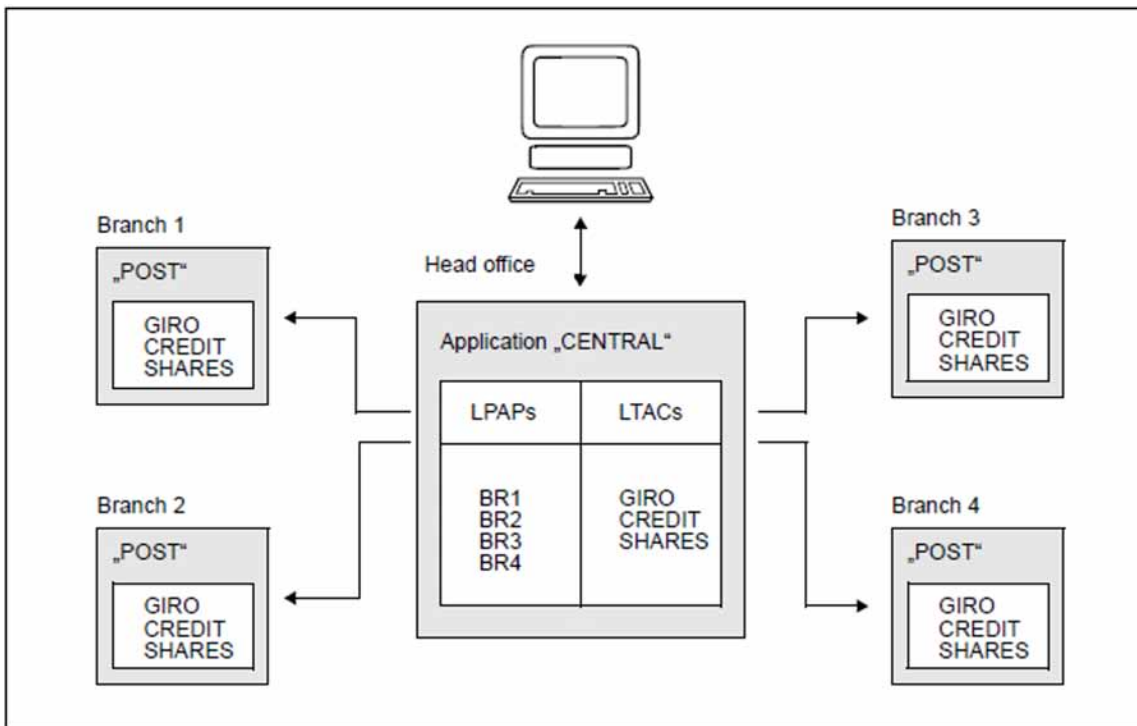 Branch 1
„POST“
GIRO
CREDIT
SHARES
Branch 2
„POST“
GIRO
CREDIT
SHARES
Head office
Application „CENTRAL“
LPAPs
LTACs
BR1
BR2
BR3
BR4
GIRO
CREDIT
SHARES
Branch 3
„POST“
GIRO
CREDIT
SHARES
Branch 4
„POST“
GIRO
CREDIT
SHARES